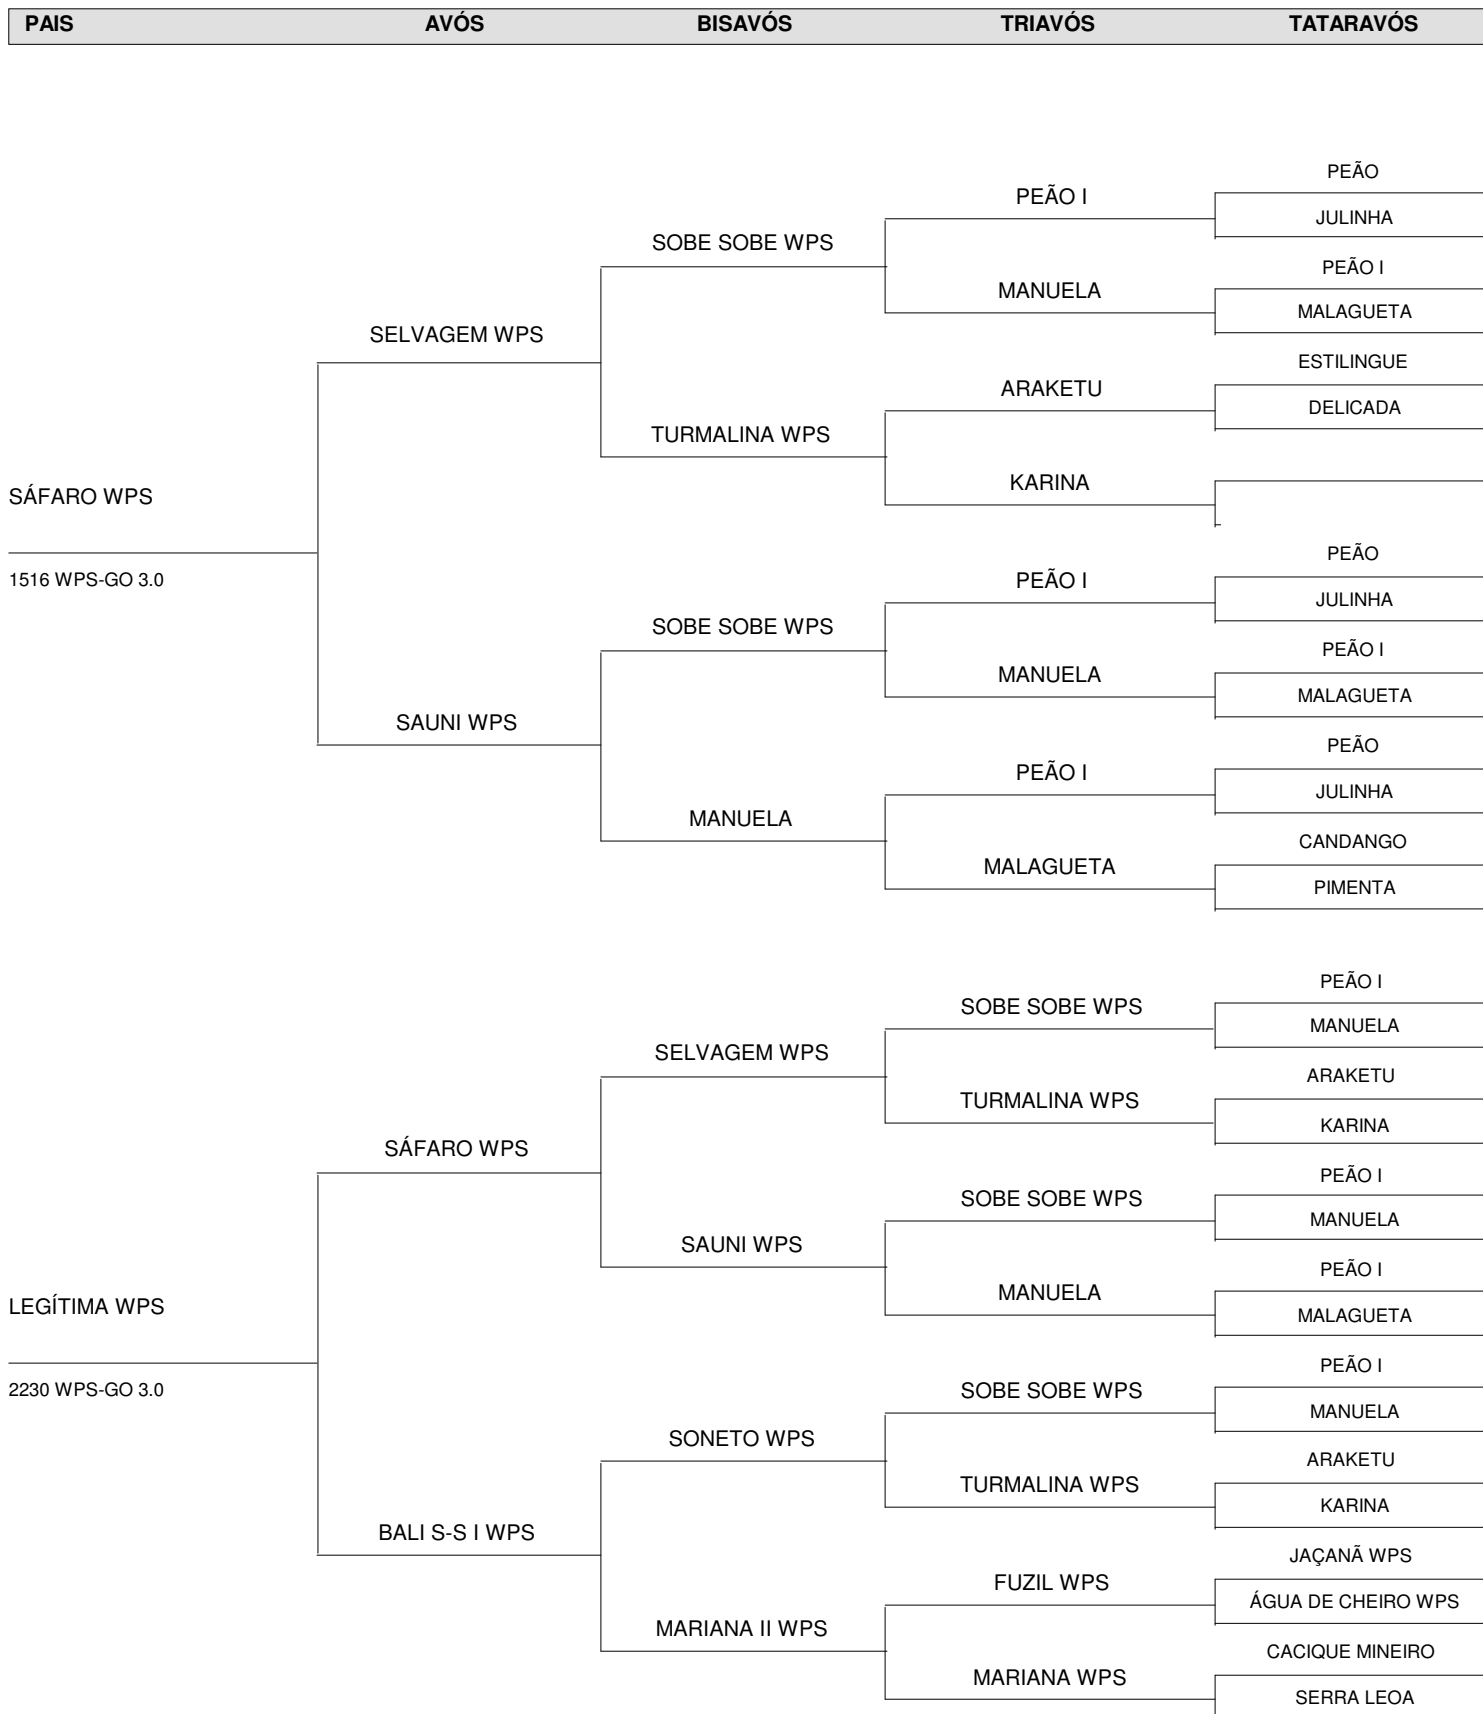 PAIS AVÓS BISAVÓS TRIAVÓS TATARAVÓS
PEÃO
PEÃO I
JULINHA
SOBE SOBE WPS
PEÃO I
MANUELA
MALAGUETA
SELVAGEM WPS
ESTILINGUE
ARAKETU
DELICADA
TURMALINA WPS
KARINA
SÁFARO WPS
PEÃO
1516 WPS-GO 3.0
PEÃO I
JULINHA
SOBE SOBE WPS
PEÃO I
MANUELA
MALAGUETA
SAUNI WPS
PEÃO
PEÃO I
JULINHA
MANUELA
CANDANGO
MALAGUETA
PIMENTA
PEÃO I
SOBE SOBE WPS
MANUELA
SELVAGEM WPS
ARAKETU
TURMALINA WPS
KARINA
SÁFARO WPS
PEÃO I
SOBE SOBE WPS
MANUELA
SAUNI WPS
PEÃO I
MANUELA
LEGÍTIMA WPS
MALAGUETA
PEÃO I
2230 WPS-GO 3.0
SOBE SOBE WPS
MANUELA
SONETO WPS
ARAKETU
TURMALINA WPS
KARINA
BALI S-S I WPS
JAÇANÃ WPS
FUZIL WPS
ÁGUA DE CHEIRO WPS
MARIANA II WPS
CACIQUE MINEIRO
MARIANA WPS
SERRA LEOA